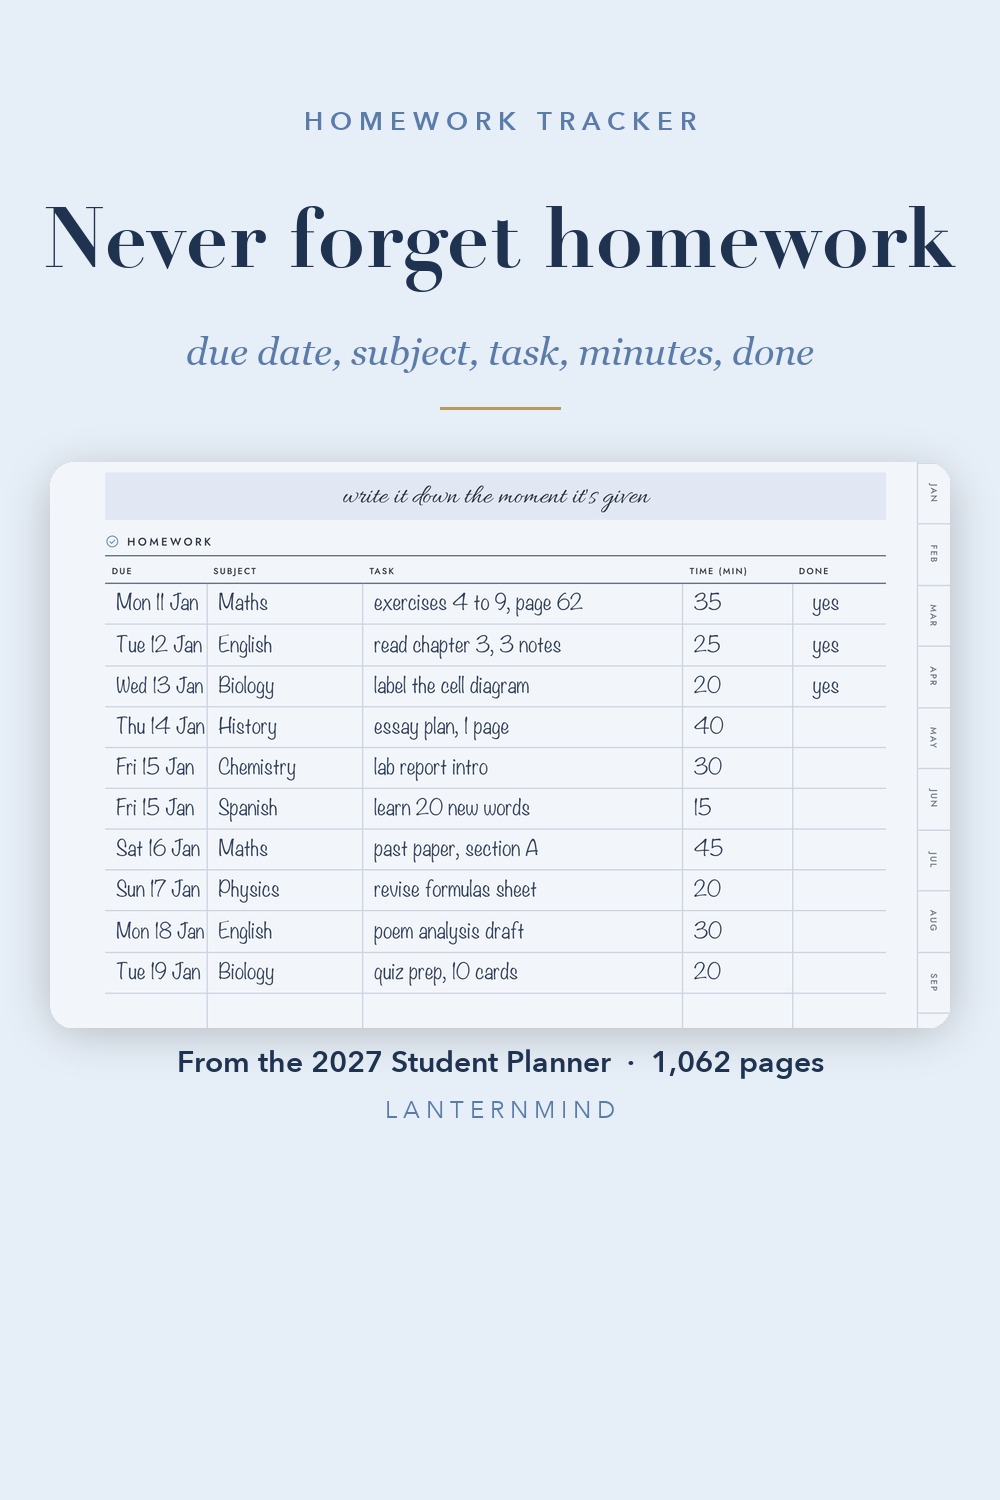 HOMEWORK TRACKER
Never forget homework
due date, subject, task, minutes, done
write it down the moment it's given
HOMEWORK
DUE SUBJECT TASK TIME (MIN) DONE
Mon 11 Jan Maths exercises 4 to 9, page 62 35 yes
Tue 12 Jan English read chapter 3, 3 notes 25 yes
Wed 13 Jan Biology label the cell diagram 20 yes
Thu 14 Jan History essay plan, 1 page 40
Fri 15 Jan Chemistry lab report intro 30
Fri 15 Jan Spanish learn 20 new words 15
Sat 16 Jan Maths past paper, section A 45
Sun 17 Jan Physics revise formulas sheet 20
Mon 18 Jan English poem analysis draft 30
Tue 19 Jan Biology quiz prep, 10 cards 20
JAN
FEB
MAR
APR
MAY
JUN
JUL
AUG
SEP
From the 2027 Student Planner · 1,062 pages
LANTERNMIND